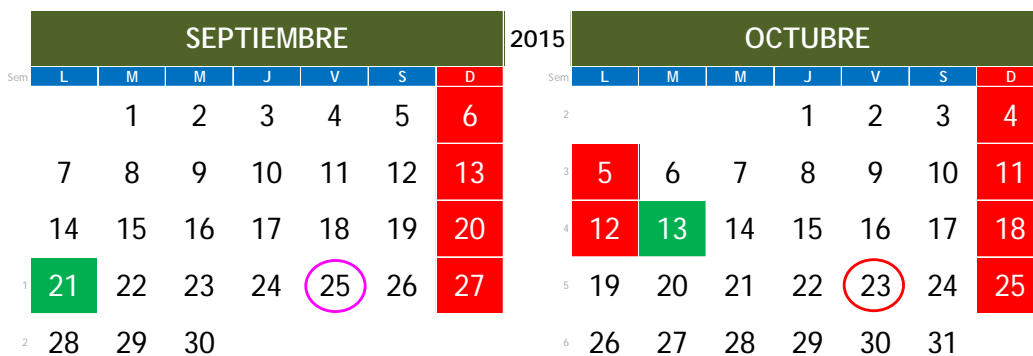 SEPTIEMBRE 2015 OCTUBRE
Sem L M M J V S D Sem L M M J V S D
1 2 3 4 5 6 2 1 2 3 4
7 8 9 10 11 12 13 3 5 6 7 8 9 10 11
14 15 16 17 18 19 20 4 12 13 14 15 16 17 18
1 21 22 23 24 25 26 27 5 19 20 21 22 23 24 25
2 28 29 30 6 26 27 28 29 30 31